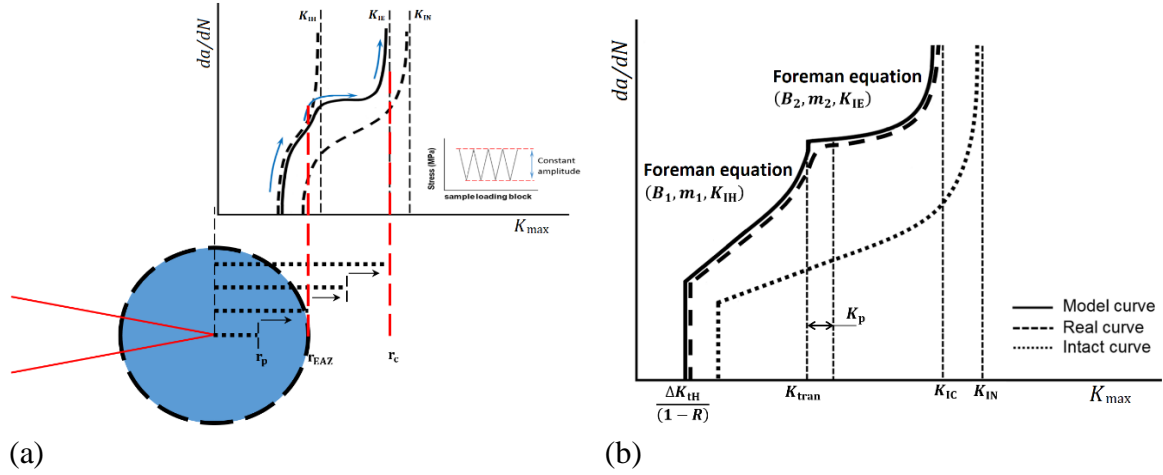 da/dN
K_IH
K_IE
K_IN
Stress (MPa)
Constant
amplitude
sample loading block
K_max
r_p
r_EAZ
r_c
(a)
da/dN
Foreman equation
(B_2, m_2, K_IE)
Foreman equation
(B_1, m_1, K_IH)
K_p
Model curve
Real curve
Intact curve
ΔK_tH
(1 − R)
K_tran
K_IC
K_IN
K_max
(b)